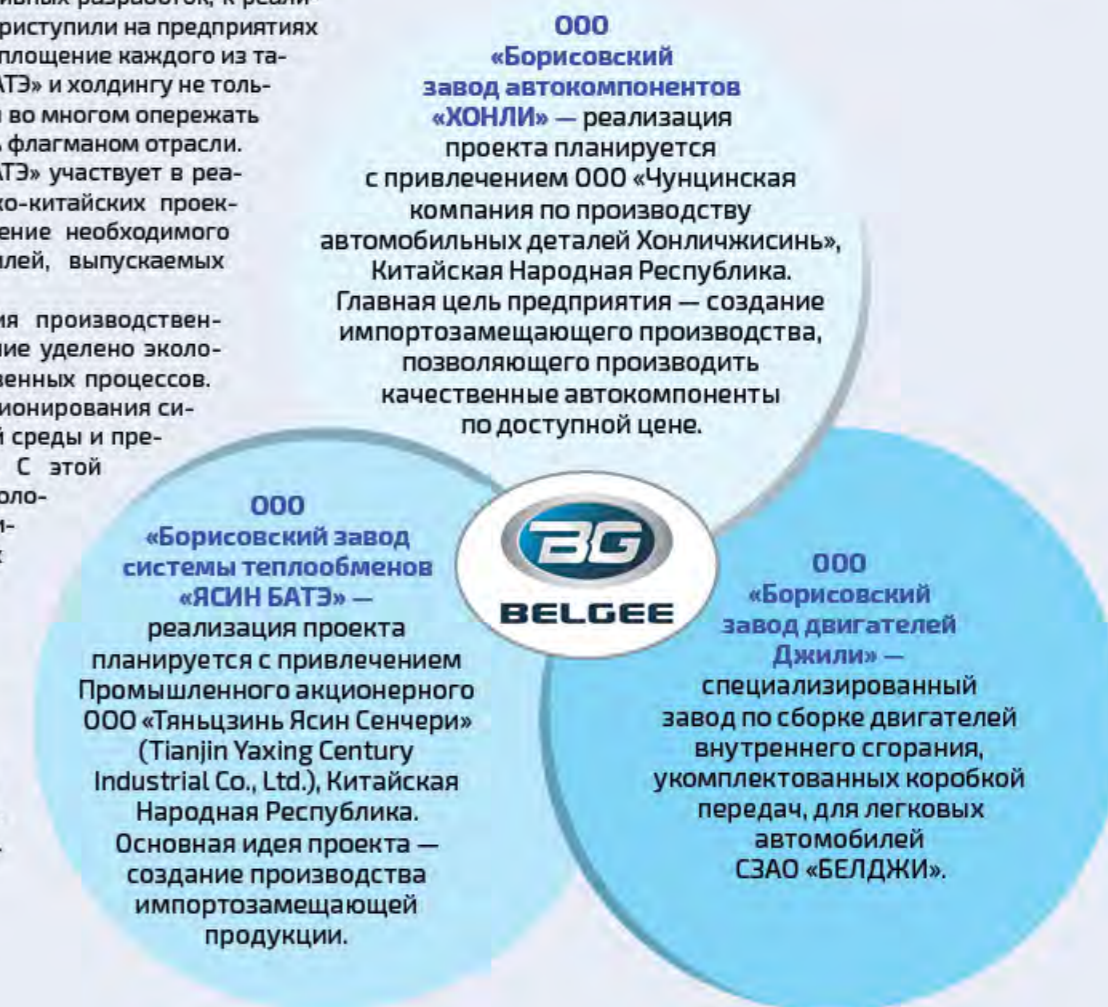 ивных разработок, к реали-
риступили на предприятиях
площение каждого из та-
АТЭ» и холдингу не толь-
во многом опережать
флагманом отрасли.
АТЭ» участвует в реа-
ко-китайских проек-
ение необходимого
илей, выпускаемых
ия производствен-
ние уделено эколо-
венных процессов.
ионирования си-
й среды и пре-
С этой
оло-
и-
ООО
«Борисовский
завод автокомпонентов
«ХОНЛИ» — реализация
проекта планируется
с привлечением ООО «Чунцинская
компания по производству
автомобильных деталей Хонличжисинь»,
Китайская Народная Республика.
Главная цель предприятия — создание
импортозамещающего производства,
позволяющего производить
качественные автокомпоненты
по доступной цене.
ООО
«Борисовский завод
системы теплообменов
«ЯСИН БАТЭ» —
реализация проекта
планируется с привлечением
Промышленного акционерного
ООО «Тяньцзинь Ясин Сенчери»
(Tianjin Yaxing Century
Industrial Co., Ltd.), Китайская
Народная Республика.
Основная идея проекта —
создание производства
импортозамещающей
продукции.
BG
BELGEE
ООО
«Борисовский
завод двигателей
Джили» —
специализированный
завод по сборке двигателей
внутреннего сгорания,
укомплектованных коробкой
передач, для легковых
автомобилей
СЗАО «БЕЛДЖИ».